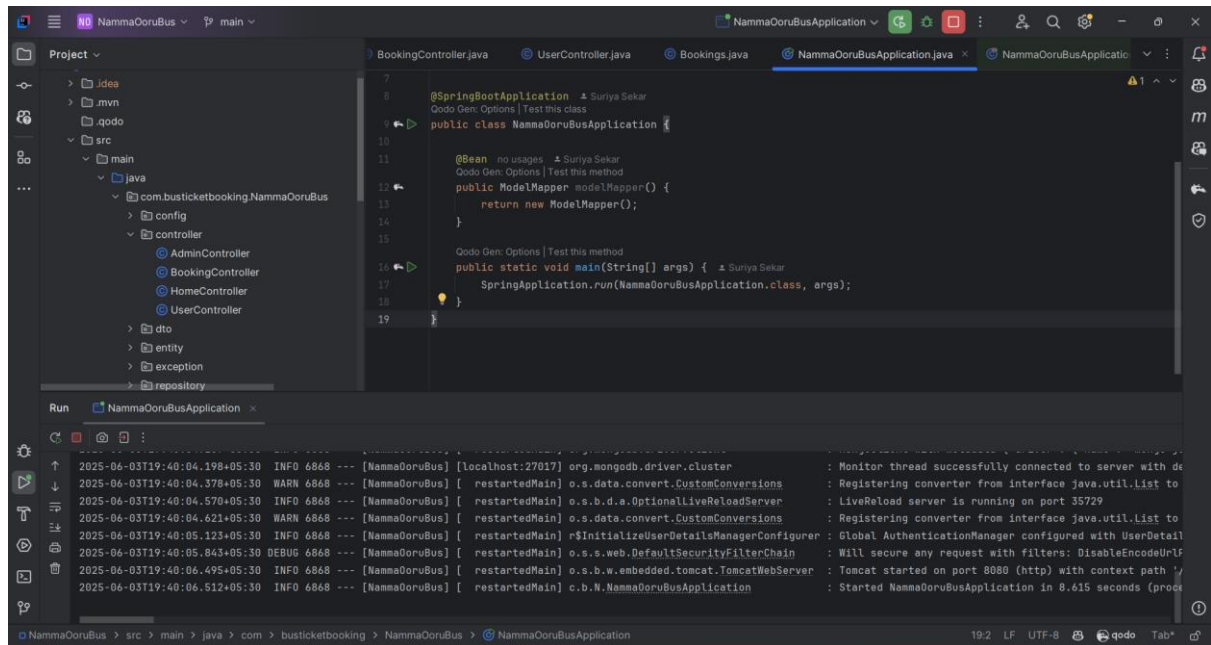 NO NammaOoruBus main NammaOoruBusApplication
Project
.idea
.mvn
.qodo
src
main
java
com.busticketbooking.NammaOoruBus
config
controller
AdminController
BookingController
HomeController
UserController
dto
entity
exception
repository
BookingController.java UserController.java Bookings.java NammaOoruBusApplication.java NammaOoruBusApplicatio
1
7
8 @SpringBootApplication Suriya Sekar
Qodo Gen: Options | Test this class
9 public class NammaOoruBusApplication {
10
11 @Bean no usages Suriya Sekar
Qodo Gen: Options | Test this method
12 public ModelMapper modelMapper() {
13 return new ModelMapper();
14 }
15
Qodo Gen: Options | Test this method
16 public static void main(String[] args) { Suriya Sekar
17 SpringApplication.run(NammaOoruBusApplication.class, args);
18 }
19 }
Run NammaOoruBusApplication
2025-06-03T19:40:04.198+05:30 INFO 6868 --- [NammaOoruBus] [localhost:27017] org.mongodb.driver.cluster : Monitor thread successfully connected to server with de
2025-06-03T19:40:04.378+05:30 WARN 6868 --- [NammaOoruBus] [ restartedMain] o.s.data.convert.CustomConversions : Registering converter from interface java.util.List to
2025-06-03T19:40:04.570+05:30 INFO 6868 --- [NammaOoruBus] [ restartedMain] o.s.b.d.a.OptionalLiveReloadServer : LiveReload server is running on port 35729
2025-06-03T19:40:04.621+05:30 WARN 6868 --- [NammaOoruBus] [ restartedMain] o.s.data.convert.CustomConversions : Registering converter from interface java.util.List to
2025-06-03T19:40:05.123+05:30 INFO 6868 --- [NammaOoruBus] [ restartedMain] r$InitializeUserDetailsManagerConfigurer : Global AuthenticationManager configured with UserDetail
2025-06-03T19:40:05.843+05:30 DEBUG 6868 --- [NammaOoruBus] [ restartedMain] o.s.s.web.DefaultSecurityFilterChain : Will secure any request with filters: DisableEncodeUrlF
2025-06-03T19:40:06.495+05:30 INFO 6868 --- [NammaOoruBus] [ restartedMain] o.s.b.w.embedded.tomcat.TomcatWebServer : Tomcat started on port 8080 (http) with context path '/
2025-06-03T19:40:06.512+05:30 INFO 6868 --- [NammaOoruBus] [ restartedMain] c.b.N.NammaOoruBusApplication : Started NammaOoruBusApplication in 8.615 seconds (proce
NammaOoruBus > src > main > java > com > busticketbooking > NammaOoruBus > NammaOoruBusApplication 19:2 LF UTF-8 qodo Tab*